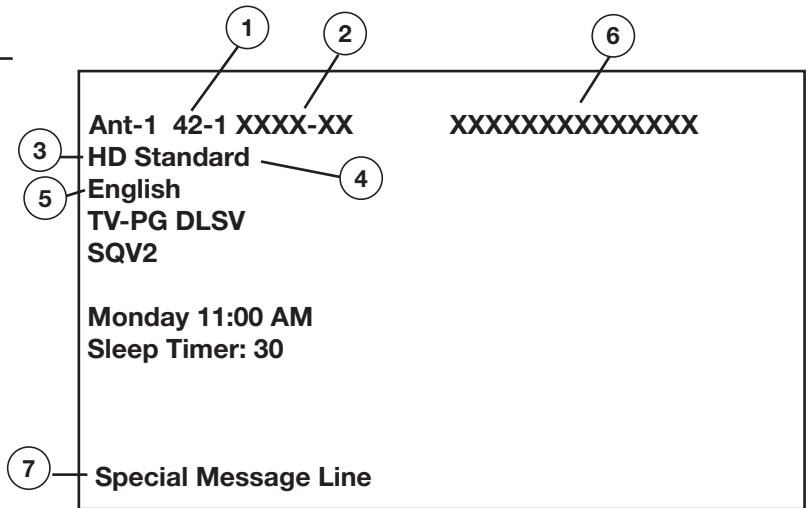 1 2 6
Ant-1 42-1 XXXX-XX XXXXXXXXXXXXXX
3 HD Standard 4
5 English
TV-PG DLSV
SQV2
Monday 11:00 AM
Sleep Timer: 30
7 Special Message Line